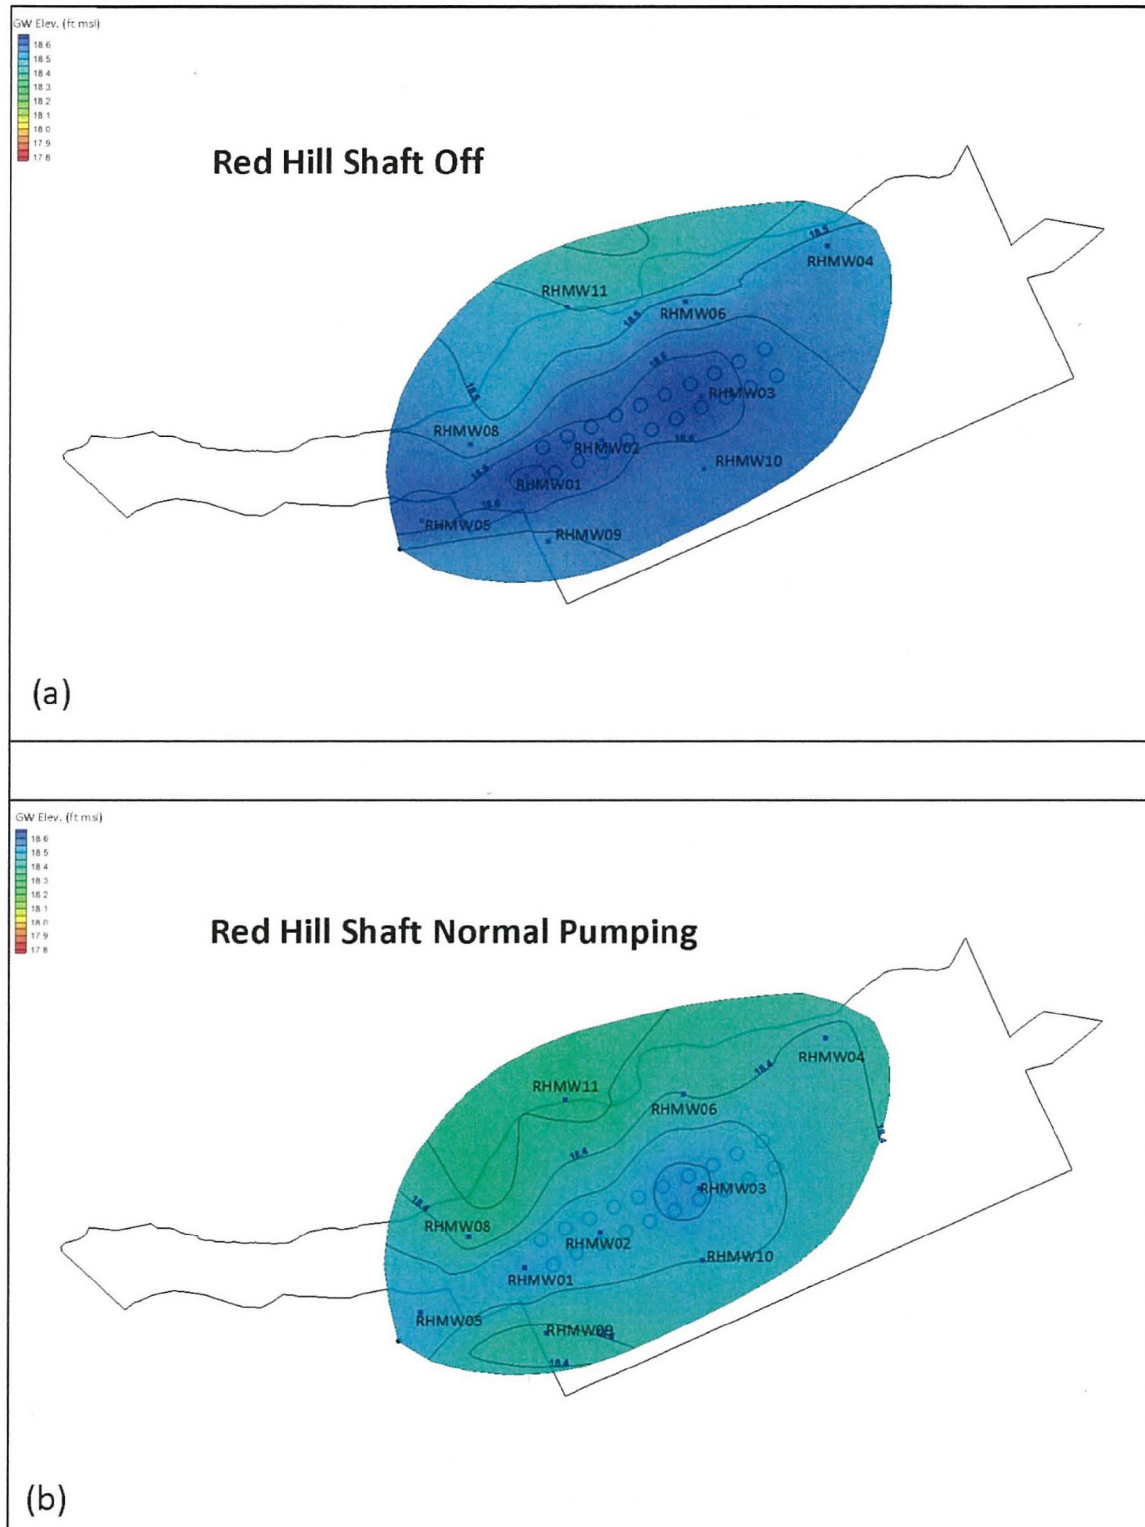 GW Elev. (ft msl)
18.6
18.5
18.4
18.3
18.2
18.1
18.0
17.9
17.8
Red Hill Shaft Off
18.5
RHMW04
RHMW11
RHMW06
18.5
18.6
RHMW03
18.5
RHMW08
RHMW02
18.6
RHMW10
18.6
RHMW01
18.6
RHMW05
RHMW09
(a)
GW Elev. (ft msl)
18.6
18.5
18.4
18.3
18.2
18.1
18.0
17.9
17.8
Red Hill Shaft Normal Pumping
RHMW04
18.4
RHMW11
RHMW06
18.4
18.4
RHMW03
18.4
RHMW08
RHMW02
RHMW10
RHMW01
RHMW05
RHMW09
18.4
(b)